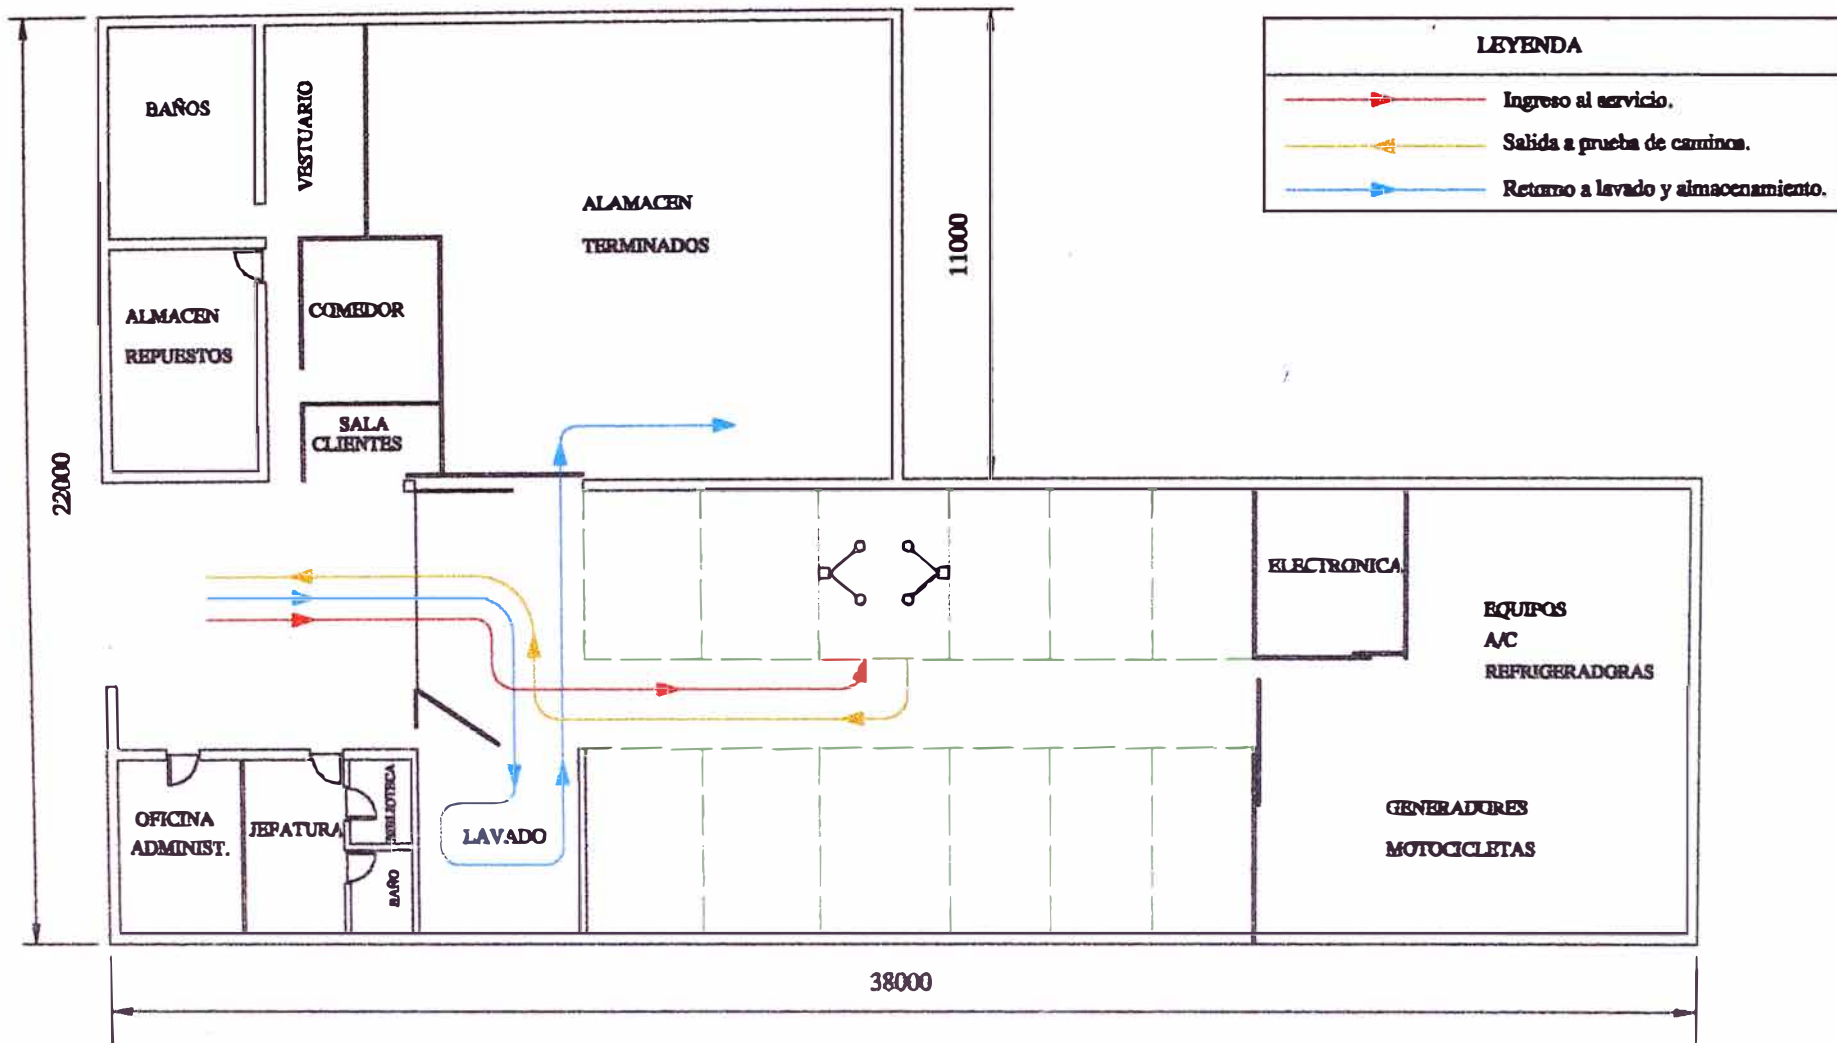 LEYENDA
Ingreso al servicio.
Salida a prueba de caminos.
Retorno a lavado y almacenamiento.
BAÑOS
VESTUARIO
ALAMACEN
TERMINADOS
11000
ALMACEN
REPUESTOS
COMEDOR
SALA
CLIENTES
22000
ELECTRONICA
EQUIPOS
A/C
REFRIGERADORAS
OFICINA
ADMINIST.
JEFATURA
BIBLIOTECA
BAÑO
LAVADO
GENERADORES
MOTOCICLETAS
38000